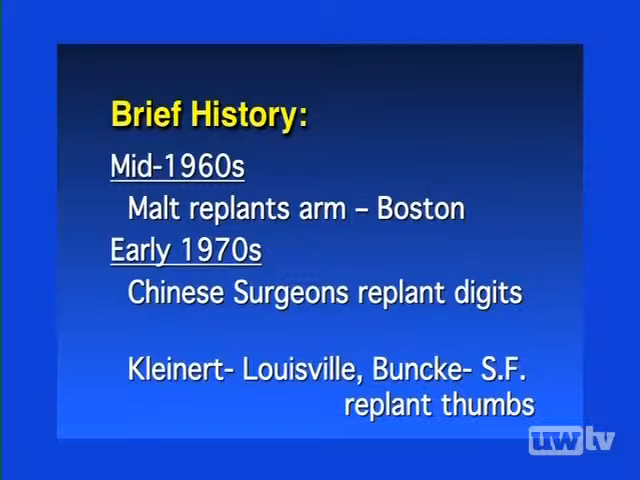 Brief History:
Mid-1960s
Malt replants arm – Boston
Early 1970s
Chinese Surgeons replant digits
Kleinert- Louisville, Buncke- S.F.
replant thumbs
uwtv